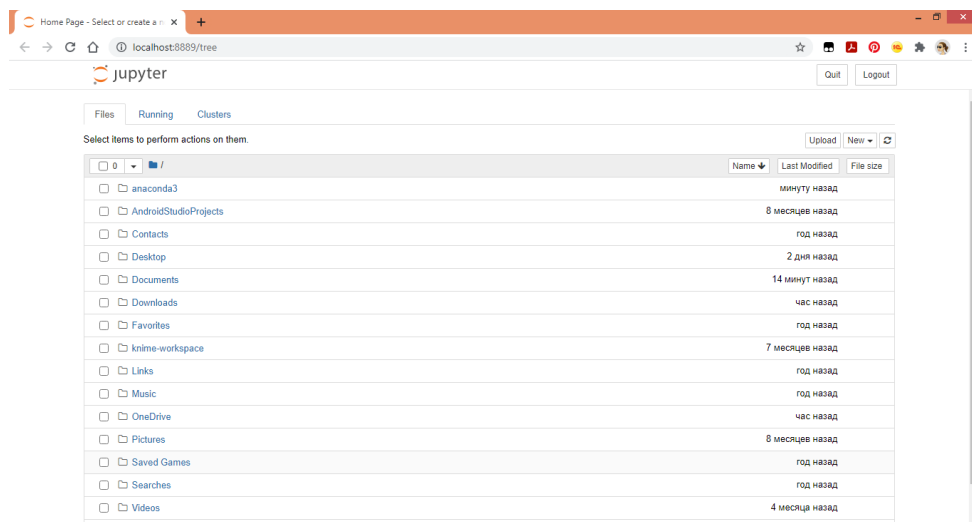 Home Page - Select or create a n
localhost:8889/tree
jupyter Quit Logout
Files Running Clusters
Select items to perform actions on them. Upload New
0 / Name Last Modified File size
anaconda3 минуту назад
AndroidStudioProjects 8 месяцев назад
Contacts год назад
Desktop 2 дня назад
Documents 14 минут назад
Downloads час назад
Favorites год назад
knime-workspace 7 месяцев назад
Links год назад
Music год назад
OneDrive час назад
Pictures 8 месяцев назад
Saved Games год назад
Searches год назад
Videos 4 месяца назад